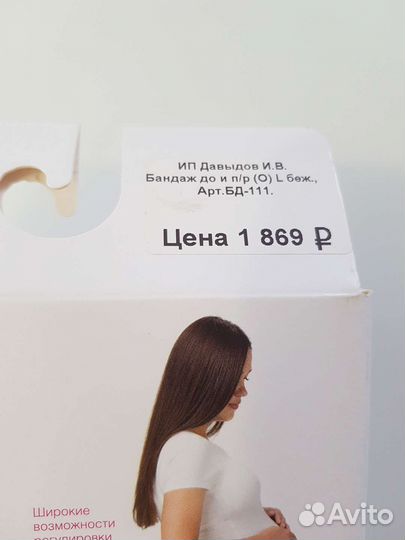 ИП Давыдов И.В.
Бандаж до и п/р (О) L беж.,
Арт.БД-111.
Цена 1 869 ₽
Широкие
возможности
регулировки
Avito